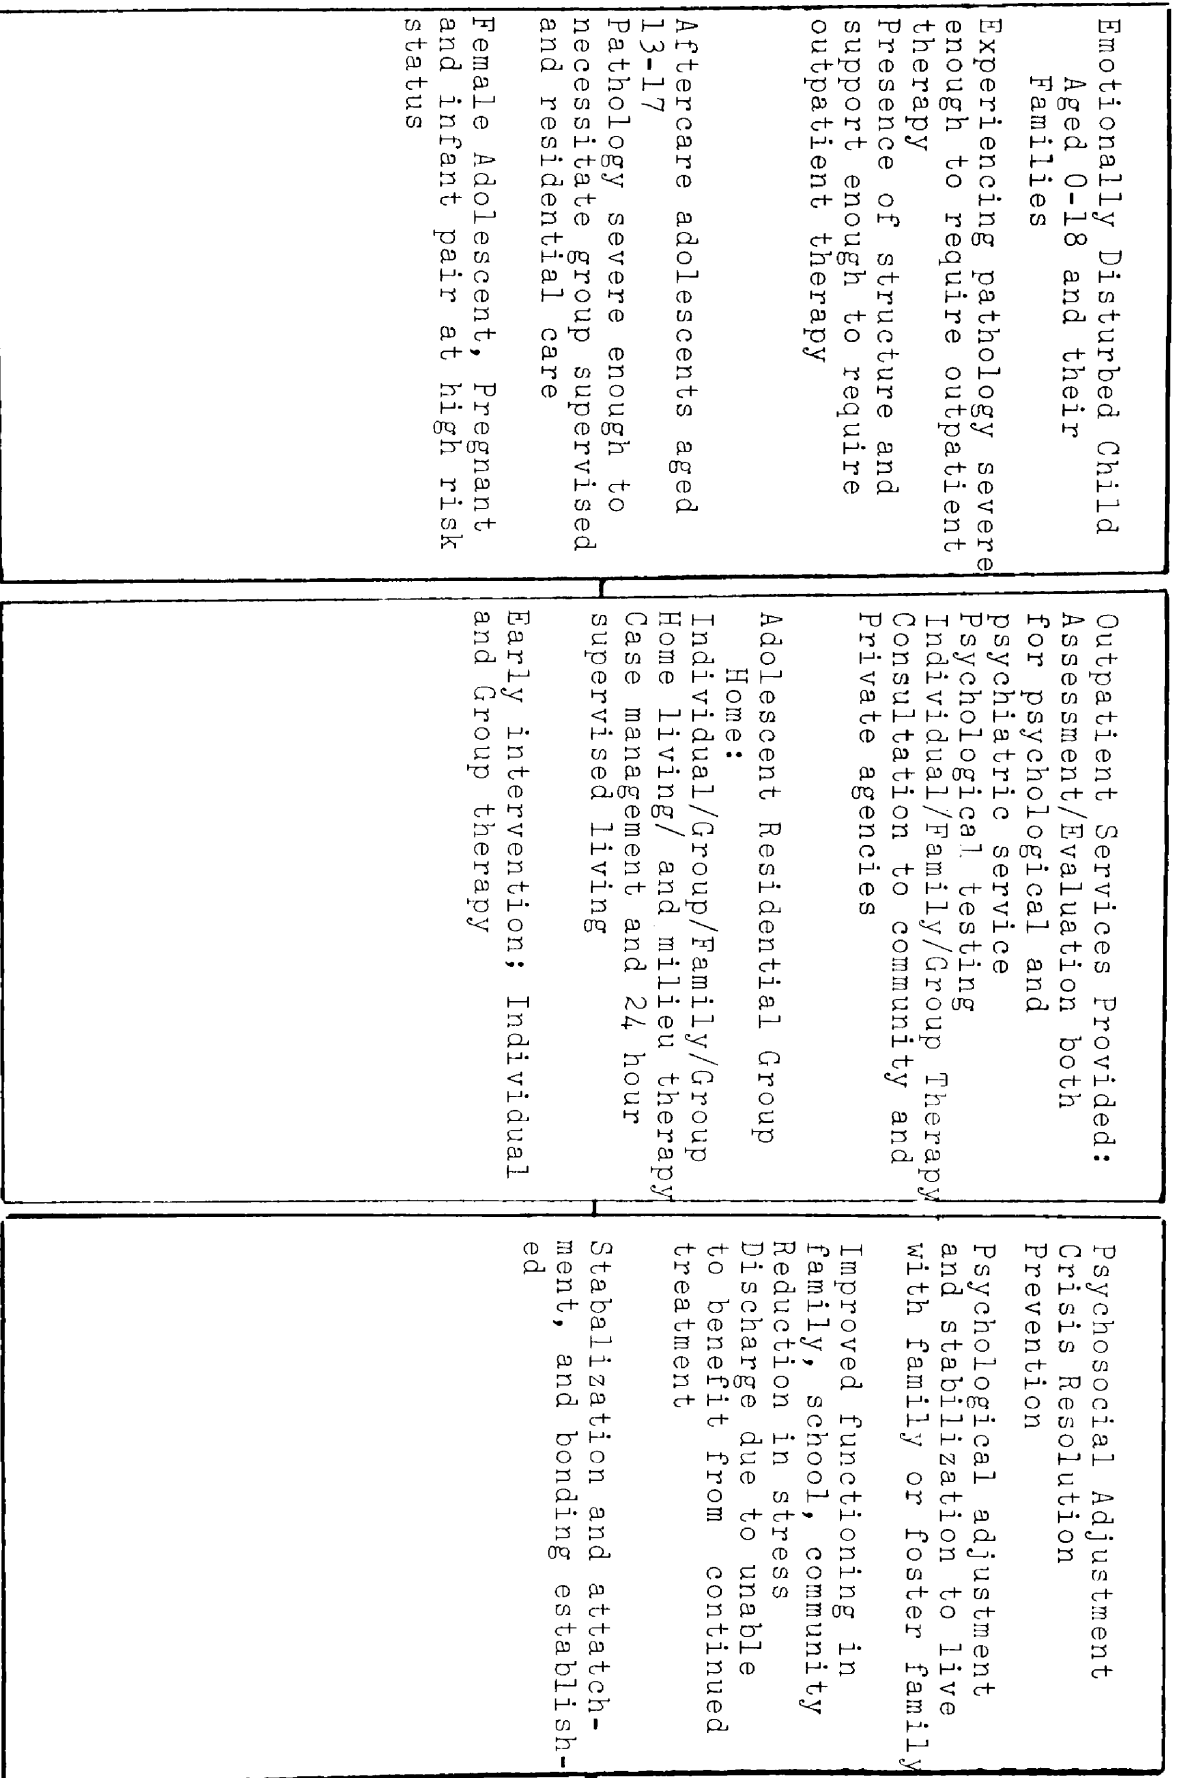 Emotionally Disturbed Child
Aged 0-18 and their
Families
Experiencing pathology severe
enough to require outpatient
therapy
Presence of structure and
support enough to require
outpatient therapy
Aftercare adolescents aged
13-17
Pathology severe enough to
necessitate group supervised
and residential care
Female Adolescent, Pregnant
and infant pair at high risk
status
Outpatient Services Provided:
Assessment/Evaluation both
for psychological and
psychiatric service
Psychological testing
Individual/Family/Group Therapy
Consultation to community and
Private agencies
Adolescent Residential Group
Home:
Individual/Group/Family/Group
Home living/ and milieu therapy
Case management and 24 hour
supervised living
Early intervention; Individual
and Group therapy
Psychosocial Adjustment
Crisis Resolution
Prevention
Psychological adjustment
and stabilization to live
with family or foster family
Improved functioning in
family, school, community
Reduction in stress
Discharge due to unable
to benefit from continued
treatment
Stabalization and attatch-
ment, and bonding establish-
ed